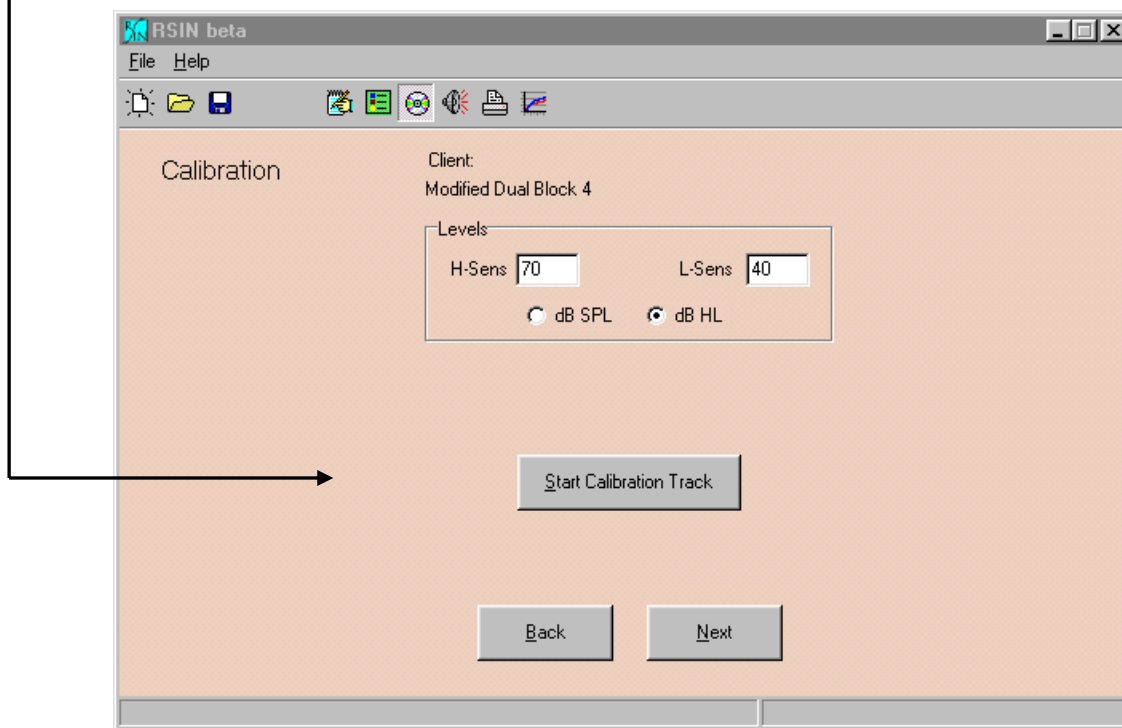 RSIN beta
File Help
Calibration
Client:
Modified Dual Block 4
Levels
H-Sens 70 L-Sens 40
dB SPL dB HL
Start Calibration Track
Back Next